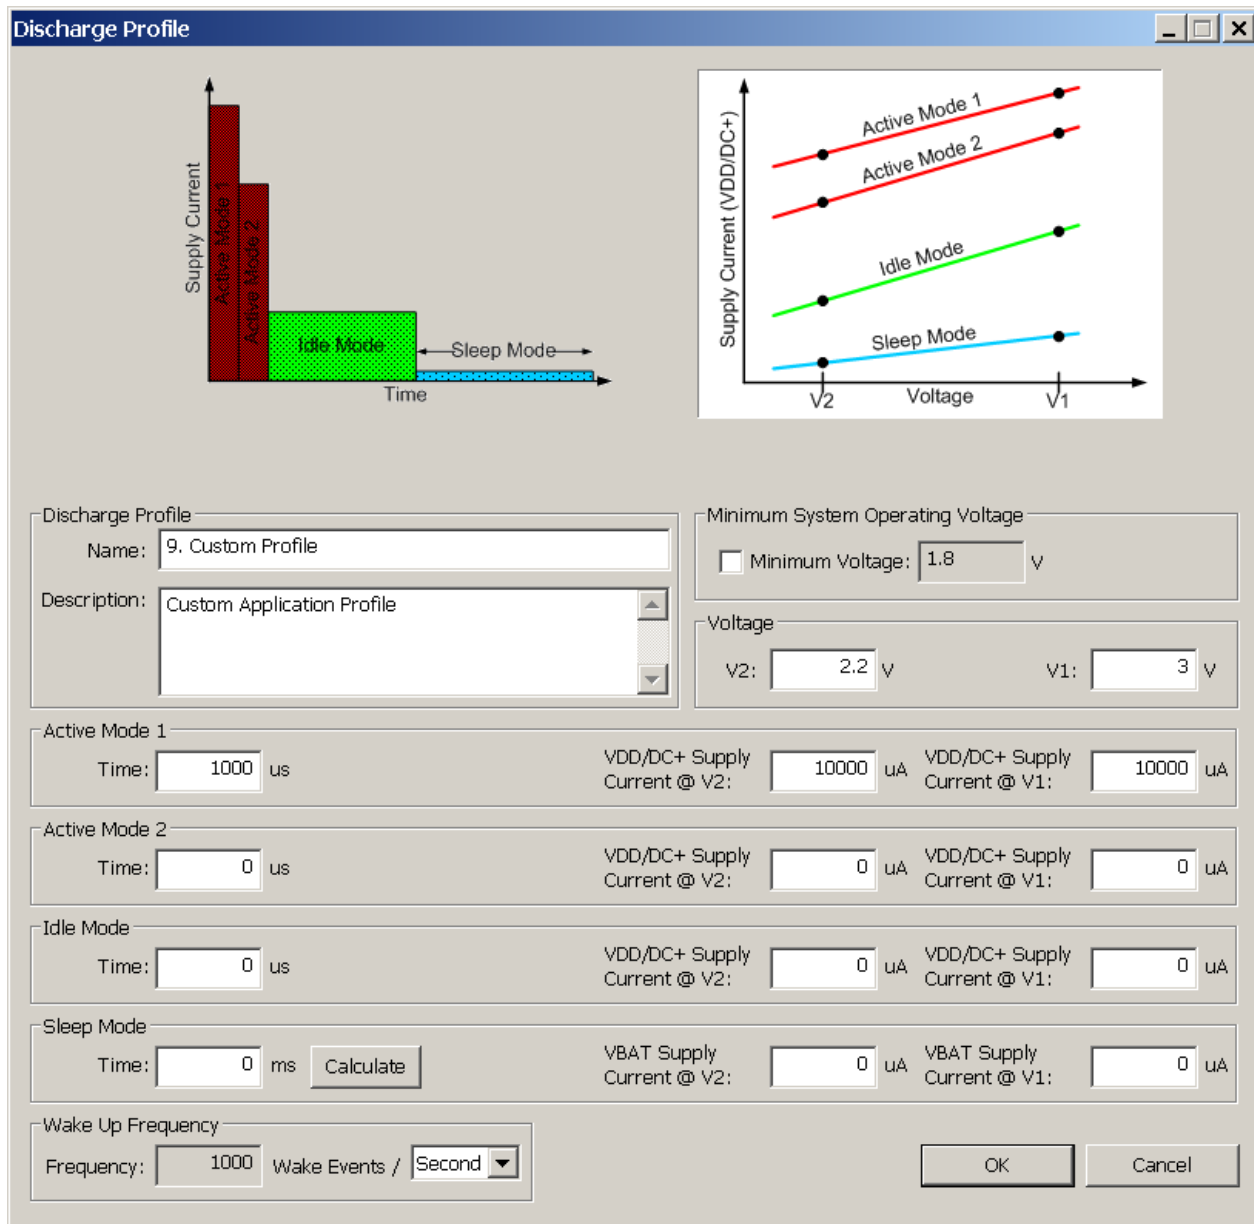 Discharge Profile
Supply Current
Active Mode 1
Active Mode 2
Idle Mode
Sleep Mode
Time
Supply Current (VDD/DC+)
Active Mode 1
Active Mode 2
Idle Mode
Sleep Mode
V2 Voltage V1
Discharge Profile
Name: 9. Custom Profile
Description: Custom Application Profile
Minimum System Operating Voltage
Minimum Voltage: 1.8 V
Voltage
V2: 2.2 V V1: 3 V
Active Mode 1
Time: 1000 us VDD/DC+ Supply Current @ V2: 10000 uA VDD/DC+ Supply Current @ V1: 10000 uA
Active Mode 2
Time: 0 us VDD/DC+ Supply Current @ V2: 0 uA VDD/DC+ Supply Current @ V1: 0 uA
Idle Mode
Time: 0 us VDD/DC+ Supply Current @ V2: 0 uA VDD/DC+ Supply Current @ V1: 0 uA
Sleep Mode
Time: 0 ms Calculate VBAT Supply Current @ V2: 0 uA VBAT Supply Current @ V1: 0 uA
Wake Up Frequency
Frequency: 1000 Wake Events / Second
OK Cancel